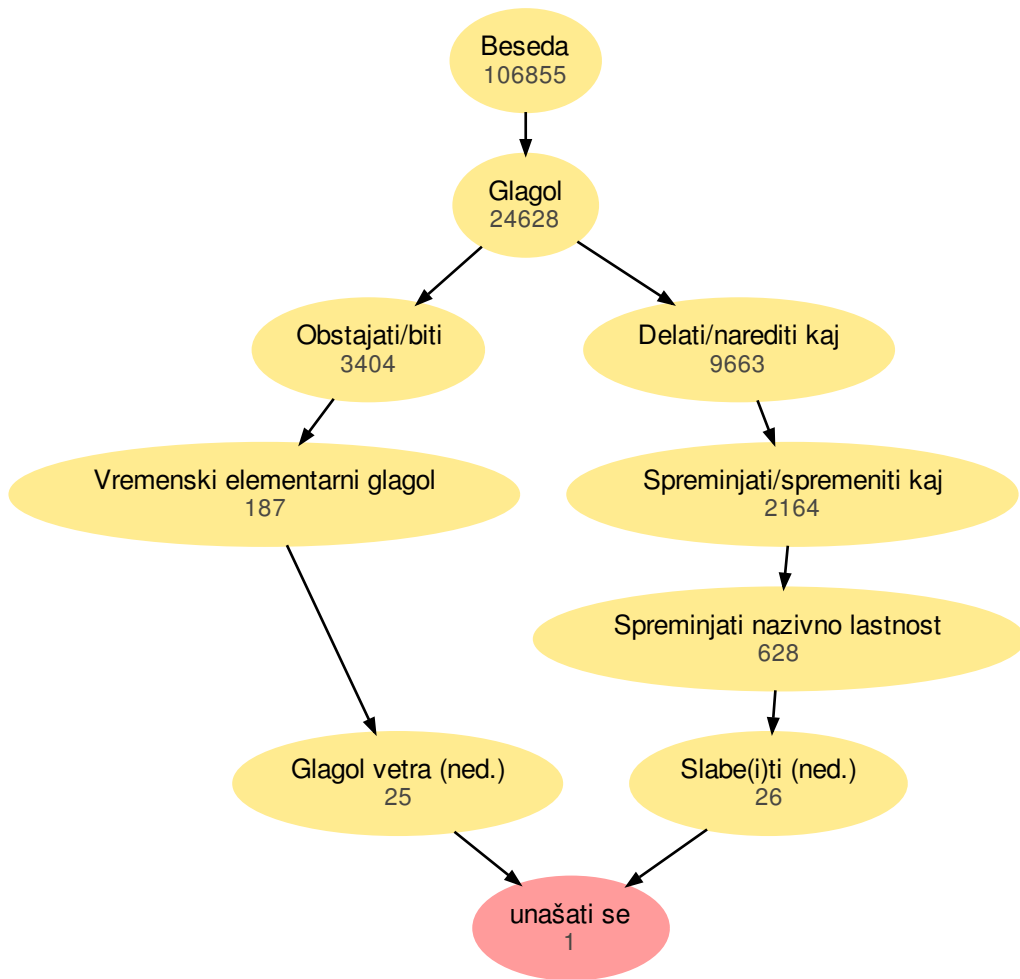 Beseda
106855
Glagol
24628
Obstajati/biti
3404
Delati/narediti kaj
9663
Vremenski elementarni glagol
187
Spreminjati/spremeniti kaj
2164
Spreminjati nazivno lastnost
628
Glagol vetra (ned.)
25
Slabe(i)ti (ned.)
26
unašati se
1